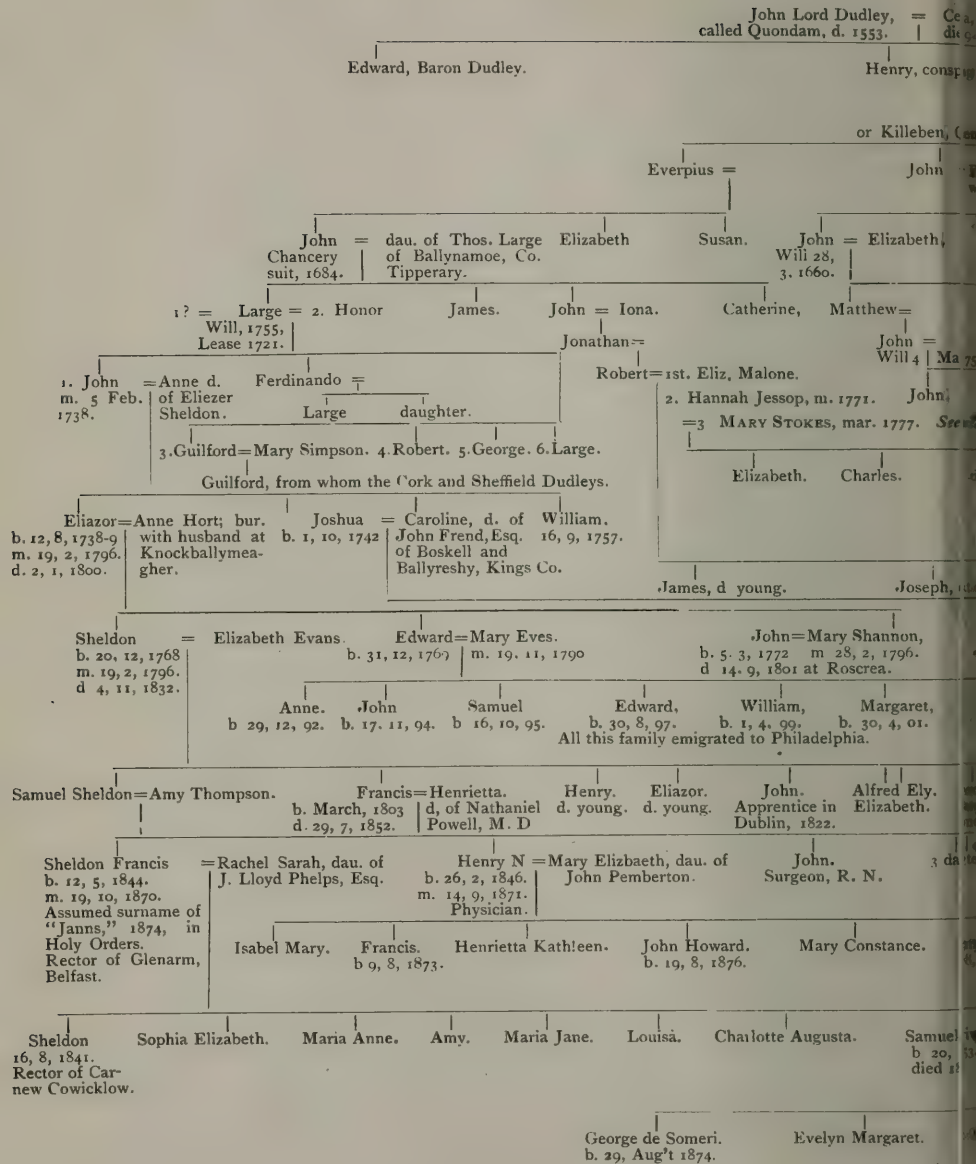 John Lord Dudley, =
called Quondam, d. 1553.
Edward, Baron Dudley.
Henry,
or Killeben,
Everpius =
John
John = dau. of Thos. Large
Chancery of Ballynamoe, Co.
suit, 1684. Tipperary.
Elizabeth
Susan.
John = Elizabeth,
Will 28,
3. 1660.
1 ? = Large = 2. Honor
Will, 1755,
Lease 1721.
James.
John = Iona.
Catherine,
Matthew=
Jonathan=
John =
Will 4
1. John =Anne d.
m. 5 Feb. of Eliezer
1738. Sheldon.
Ferdinando =
Large daughter.
Robert=1st. Eliz, Malone.
2. Hannah Jessop, m. 1771.
=3 MARY STOKES, mar. 1777.
John,
3.Guilford=Mary Simpson. 4.Robert. 5.George. 6.Large.
Elizabeth. Charles.
Guilford, from whom the Cork and Sheffield Dudleys.
Eliazor=Anne Hort; bur.
b. 12, 8, 1738-9 with husband at
m. 19, 2, 1796. Knockballymea-
d. 2, 1, 1800. gher.
Joshua = Caroline, d. of
b. 1, 10, 1742 John Frend, Esq.
of Boskell and
Ballyreshy, Kings Co.
William.
16, 9, 1757.
James, d young.
Joseph,
Sheldon = Elizabeth Evans.
b. 20, 12, 1768
m. 19, 2, 1796.
d 4, 11, 1832.
Edward=Mary Eves.
b. 31, 12, 1769 m. 19. 11, 1790
John=Mary Shannon,
b. 5. 3, 1772 m 28, 2, 1796.
d 14. 9, 1801 at Roscrea.
Anne. John Samuel Edward, William, Margaret,
b 29, 12, 92. b. 17. 11, 94. b 16, 10, 95. b. 30, 8, 97. b. 1, 4, 99. b. 30, 4, 01.
All this family emigrated to Philadelphia.
Samuel Sheldon=Amy Thompson.
Francis=Henrietta.
b. March, 1803 d, of Nathaniel
d. 29, 7, 1852. Powell, M. D
Henry.
d. young.
Eliazor.
d. young.
John.
Apprentice in
Dublin, 1822.
Alfred Ely.
Elizabeth.
Sheldon Francis =Rachel Sarah, dau. of
b. 12, 5, 1844. J. Lloyd Phelps, Esq.
m. 19, 10, 1870.
Assumed surname of
"Janns," 1874, in
Holy Orders.
Rector of Glenarm,
Belfast.
Henry N =Mary Elizbaeth, dau. of
b. 26, 2, 1846. John Pemberton.
m. 14, 9, 1871.
Physician.
John.
Surgeon, R. N.
3
Isabel Mary.
Francis.
b 9, 8, 1873.
Henrietta Kathleen.
John Howard.
b. 19, 8, 1876.
Mary Constance.
Sheldon
16, 8, 1841.
Rector of Car-
new Cowicklow.
Sophia Elizabeth. Maria Anne. Amy. Maria Jane. Louisa. Charlotte Augusta.
Samuel
b 20,
died
George de Someri.
b. 29, Aug't 1874.
Evelyn Margaret.